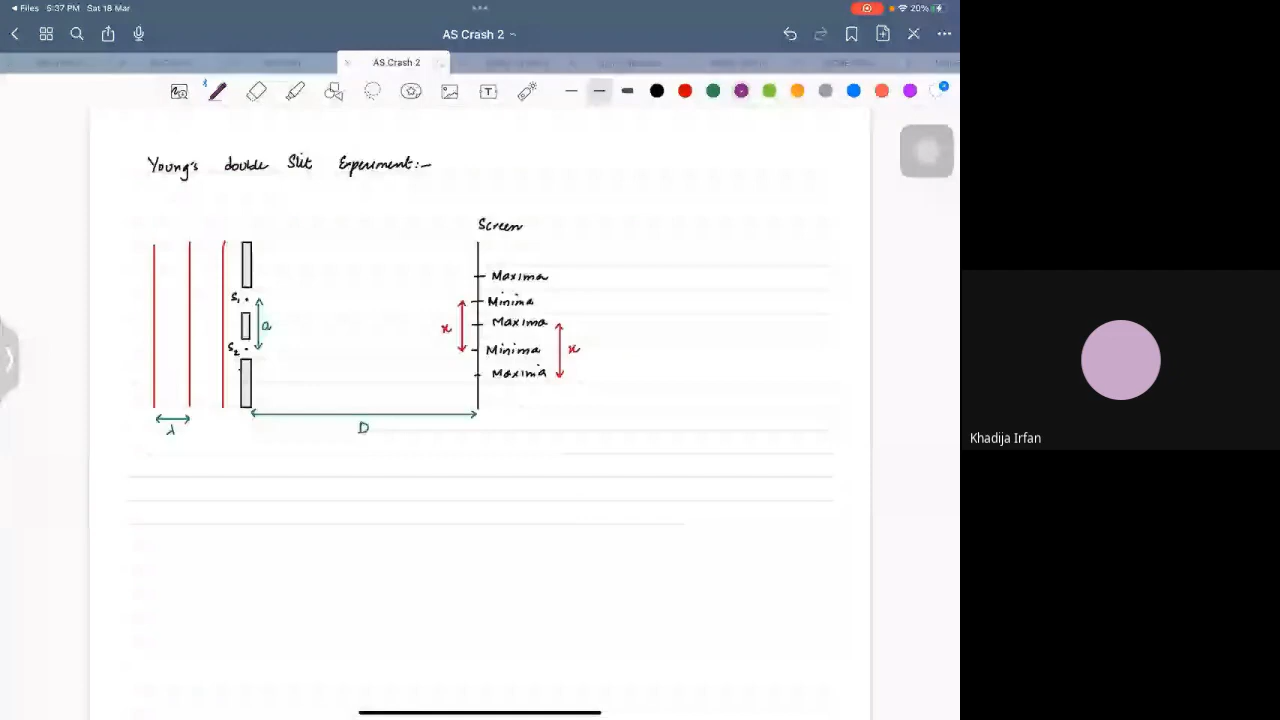 Files 5:37 PM Sat 18 Mar
20%
AS Crash 2
AS Crash 2
T
Young's double Slit Experiment:-
Screen
Maxima
S₁
Minima
a
x
Maxima
x
S₂
Minima
Maxima
λ
D
Khadija Irfan